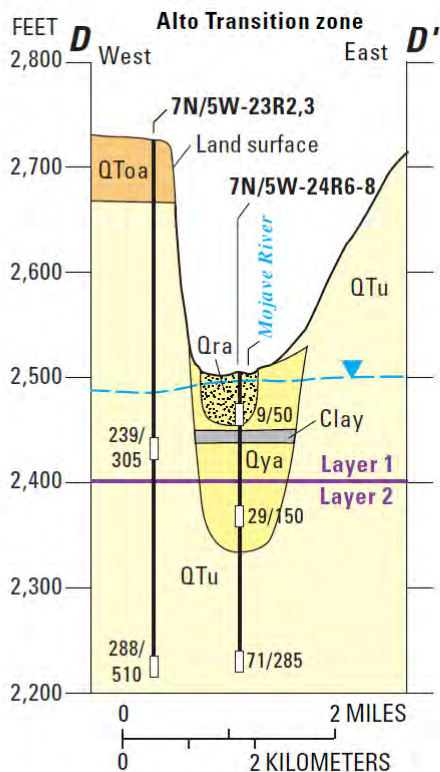 FEET
D
Alto Transition zone
D'
West
East
2,800
7N/5W-23R2,3
2,700
Land surface
QToa
7N/5W-24R6-8
2,600
Mojave River
QTu
Qra
2,500
9/50
Clay
239/
305
Qya
Layer 1
2,400
Layer 2
29/150
2,300
QTu
288/
510
71/285
2,200
0
2 MILES
0
2 KILOMETERS